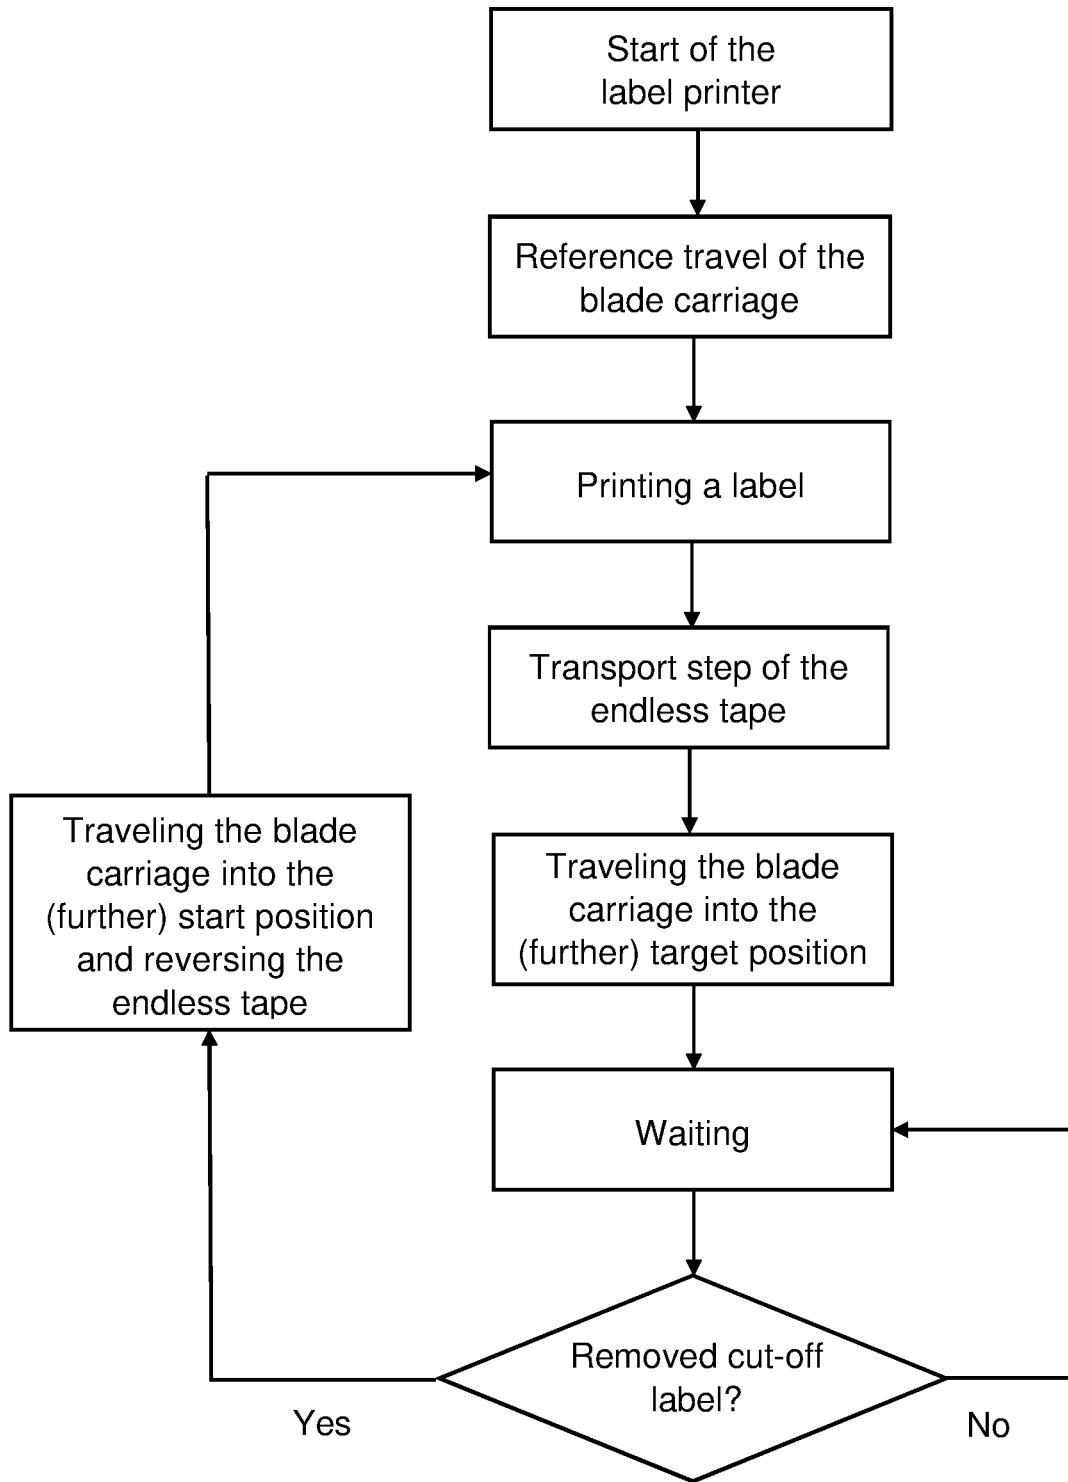 Start of the
label printer
Reference travel of the
blade carriage
Printing a label
Transport step of the
endless tape
Traveling the blade
carriage into the
(further) start position
and reversing the
endless tape
Traveling the blade
carriage into the
(further) target position
Waiting
Removed cut-off
label?
Yes
No